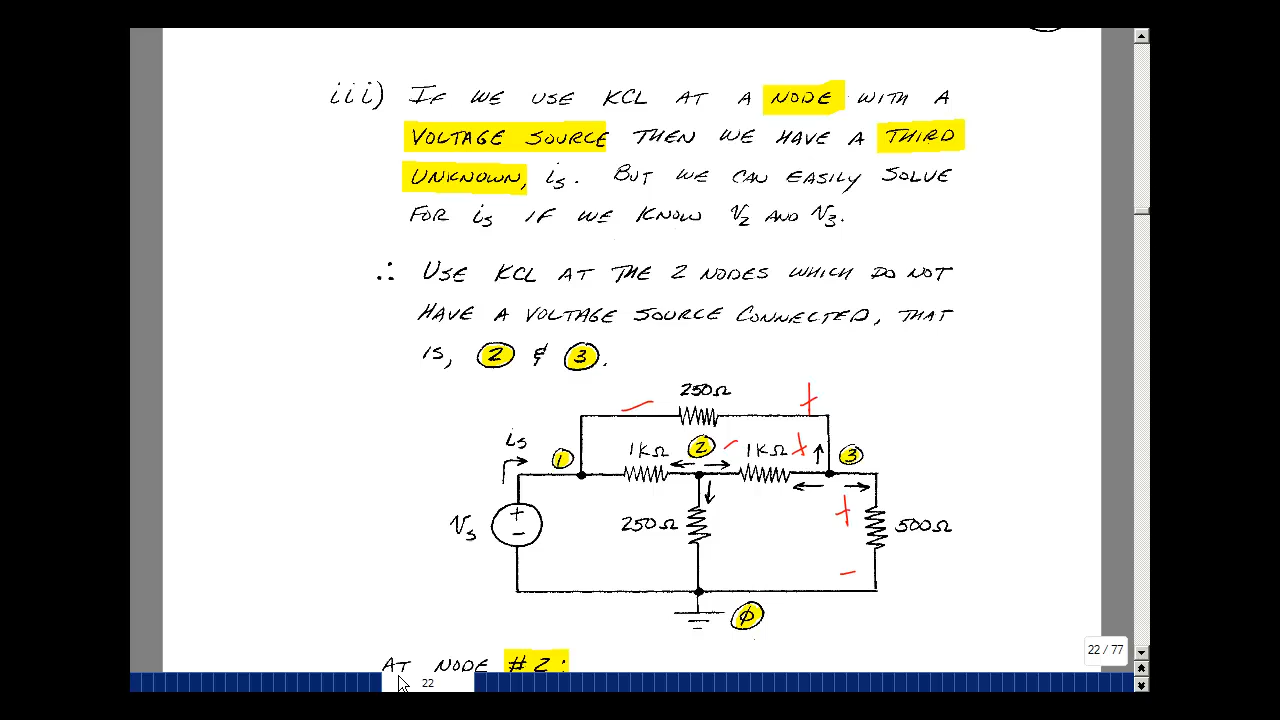 iii) IF WE USE KCL AT A NODE WITH A
VOLTAGE SOURCE THEN WE HAVE A THIRD
UNKNOWN, is. BUT WE CAN EASILY SOLVE
FOR is IF WE KNOW V2 AND V3.
∴ USE KCL AT THE 2 NODES WHICH DO NOT
HAVE A VOLTAGE SOURCE CONNECTED, THAT
IS, 2 & 3.
250Ω
− +
is
1 1KΩ 2 − 1KΩ + 3
Vs + − 250Ω + − 500Ω
φ
AT NODE #2:
22 / 77
22